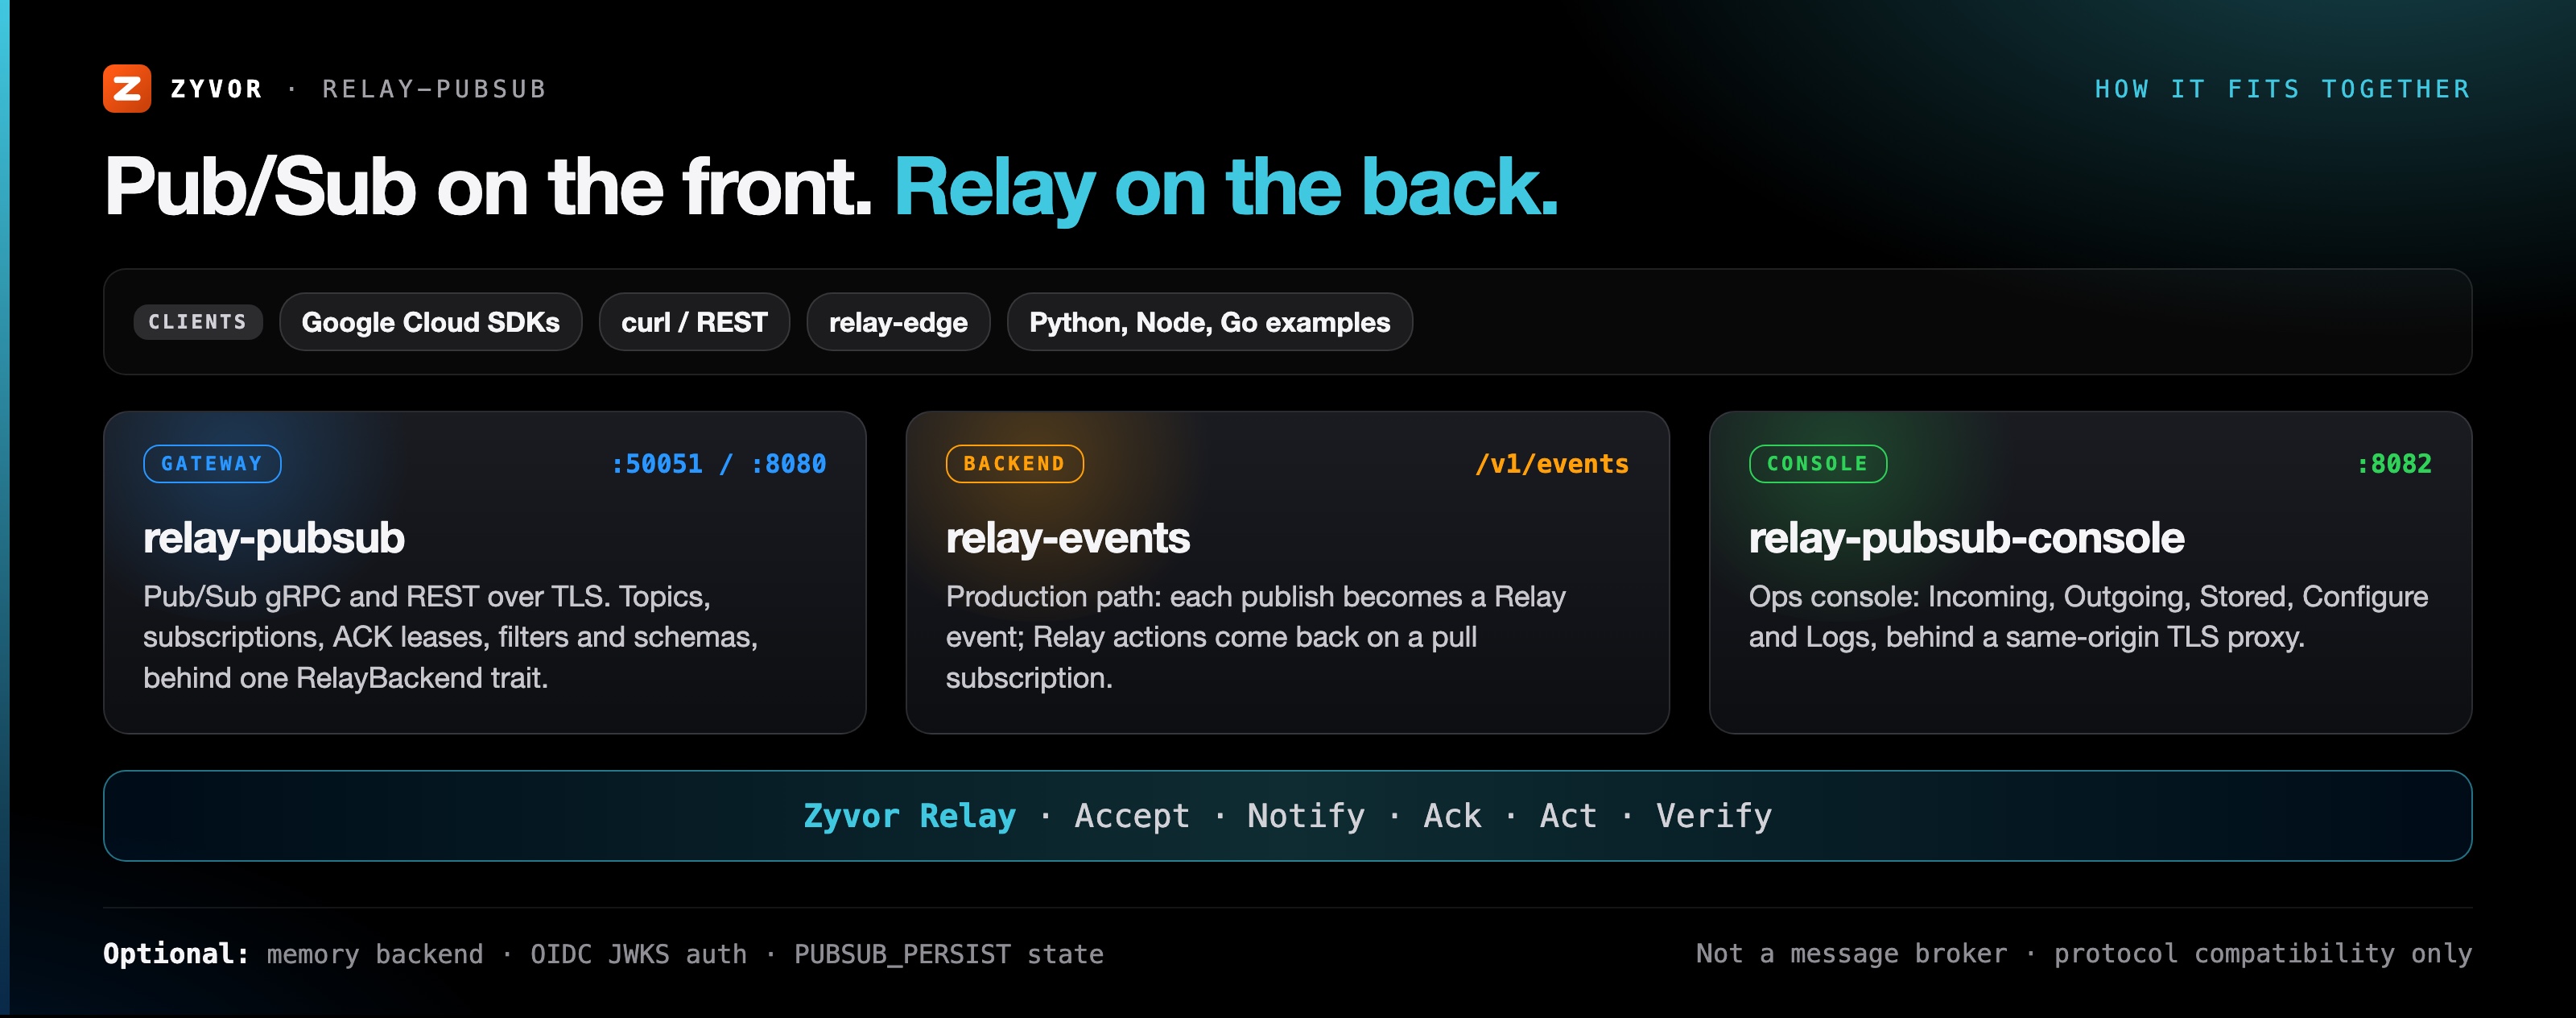 Z ZYVOR · RELAY-PUBSUB
HOW IT FITS TOGETHER
Pub/Sub on the front. Relay on the back.
CLIENTS Google Cloud SDKs curl / REST relay-edge Python, Node, Go examples
GATEWAY :50051 / :8080
relay-pubsub
Pub/Sub gRPC and REST over TLS. Topics,
subscriptions, ACK leases, filters and schemas,
behind one RelayBackend trait.
BACKEND /v1/events
relay-events
Production path: each publish becomes a Relay
event; Relay actions come back on a pull
subscription.
CONSOLE :8082
relay-pubsub-console
Ops console: Incoming, Outgoing, Stored, Configure
and Logs, behind a same-origin TLS proxy.
Zyvor Relay · Accept · Notify · Ack · Act · Verify
Optional: memory backend · OIDC JWKS auth · PUBSUB_PERSIST state
Not a message broker · protocol compatibility only